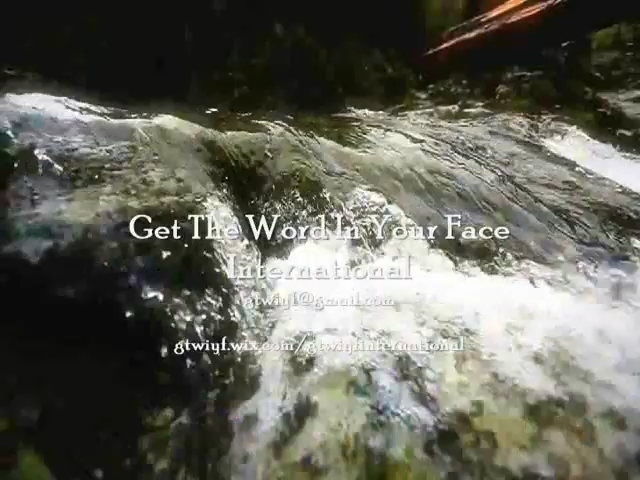 Get The Word In Your Face
International
gtwiyf@gmail.com
gtwiyf.wix.com/gtwiyfinternational